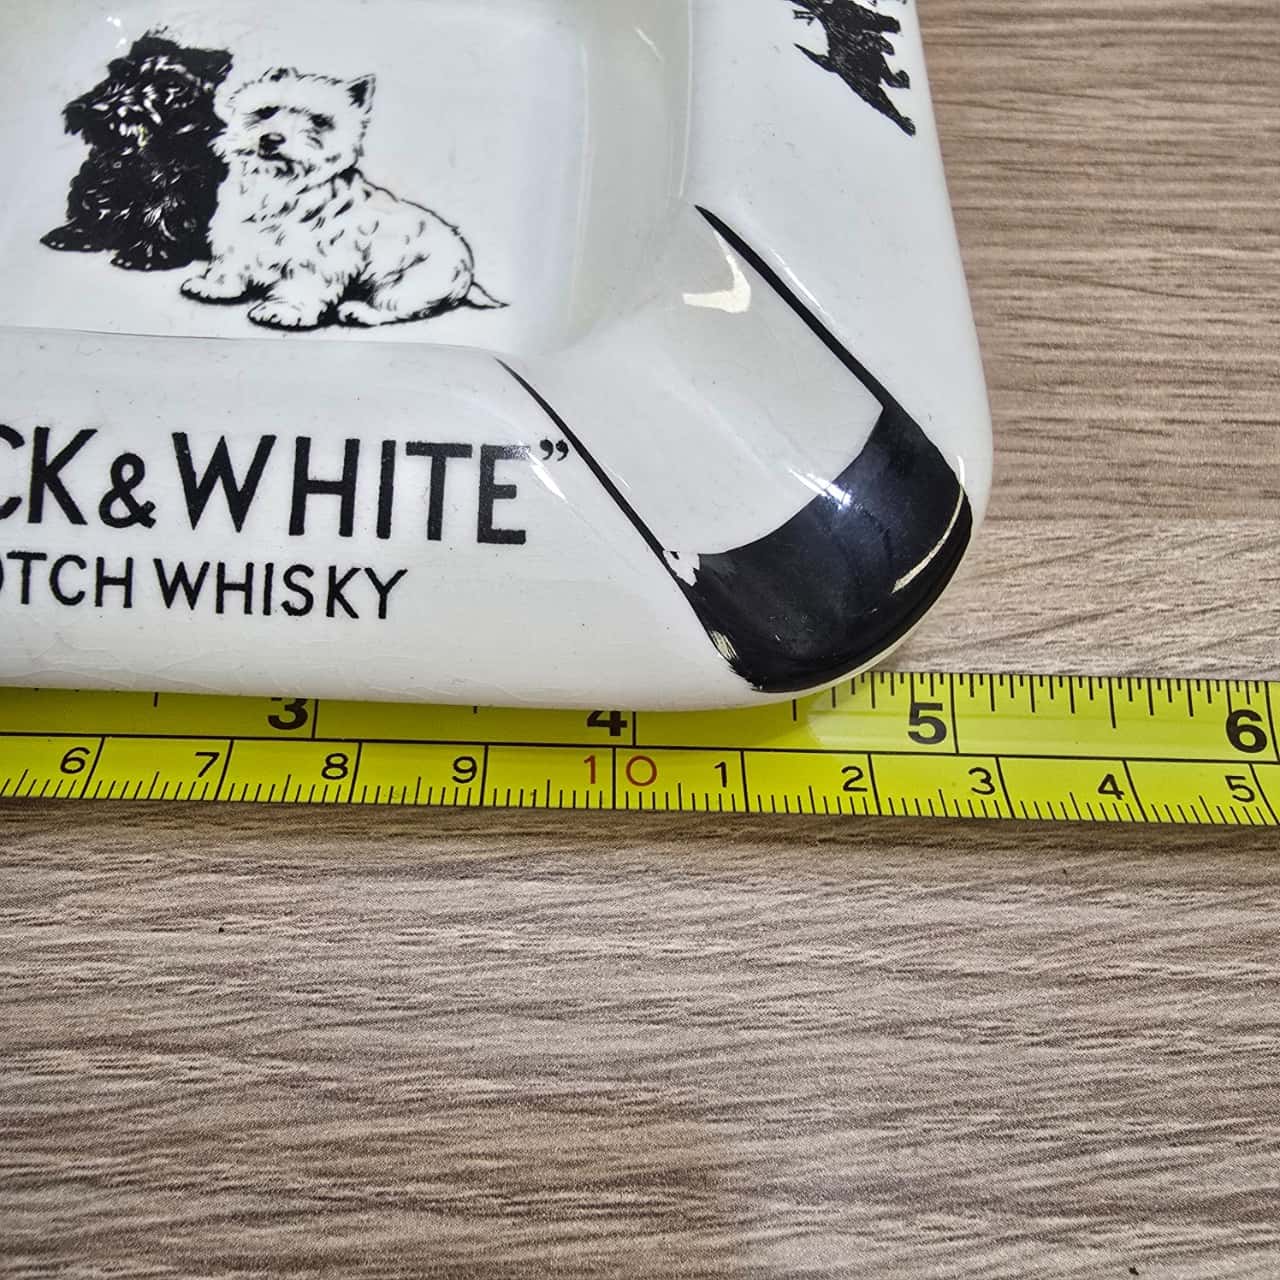 CK & WHITE”
OTCH WHISKY
3 4 5 6
6 7 8 9 10 1 2 3 4 5